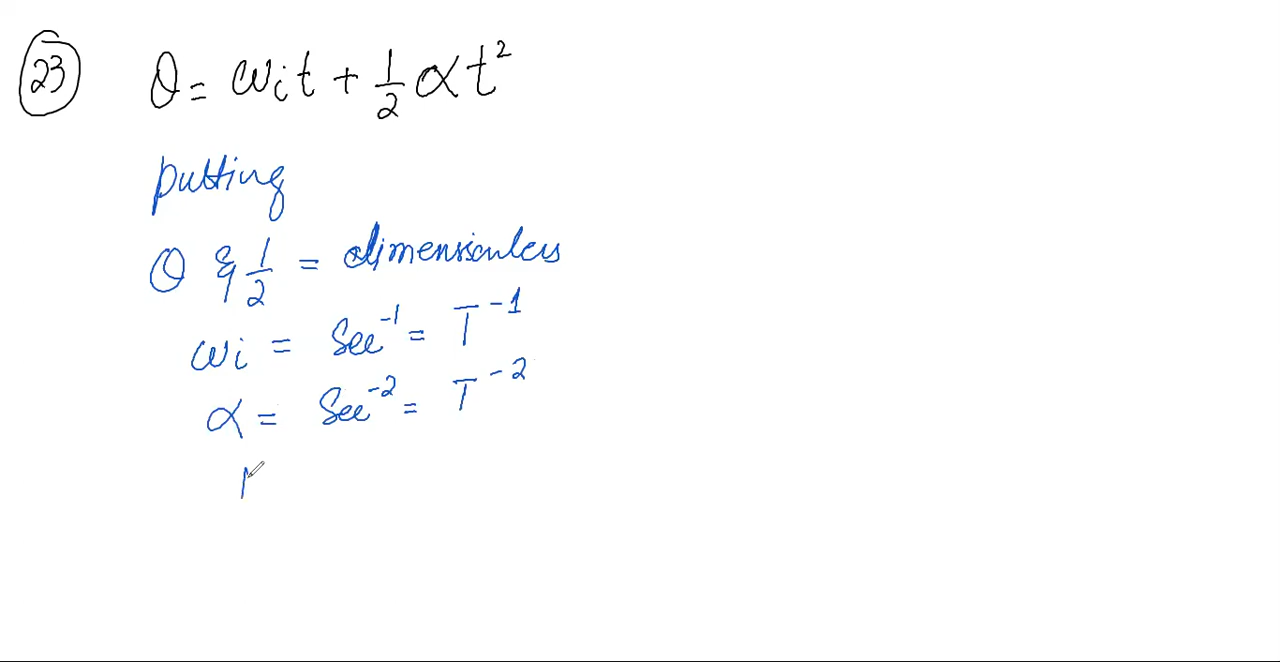 23 θ = ωit + 1/2 αt²
putting
θ & 1/2 = dimensionless
ωi = Sec⁻¹ = T⁻¹
α = Sec⁻² = T⁻²